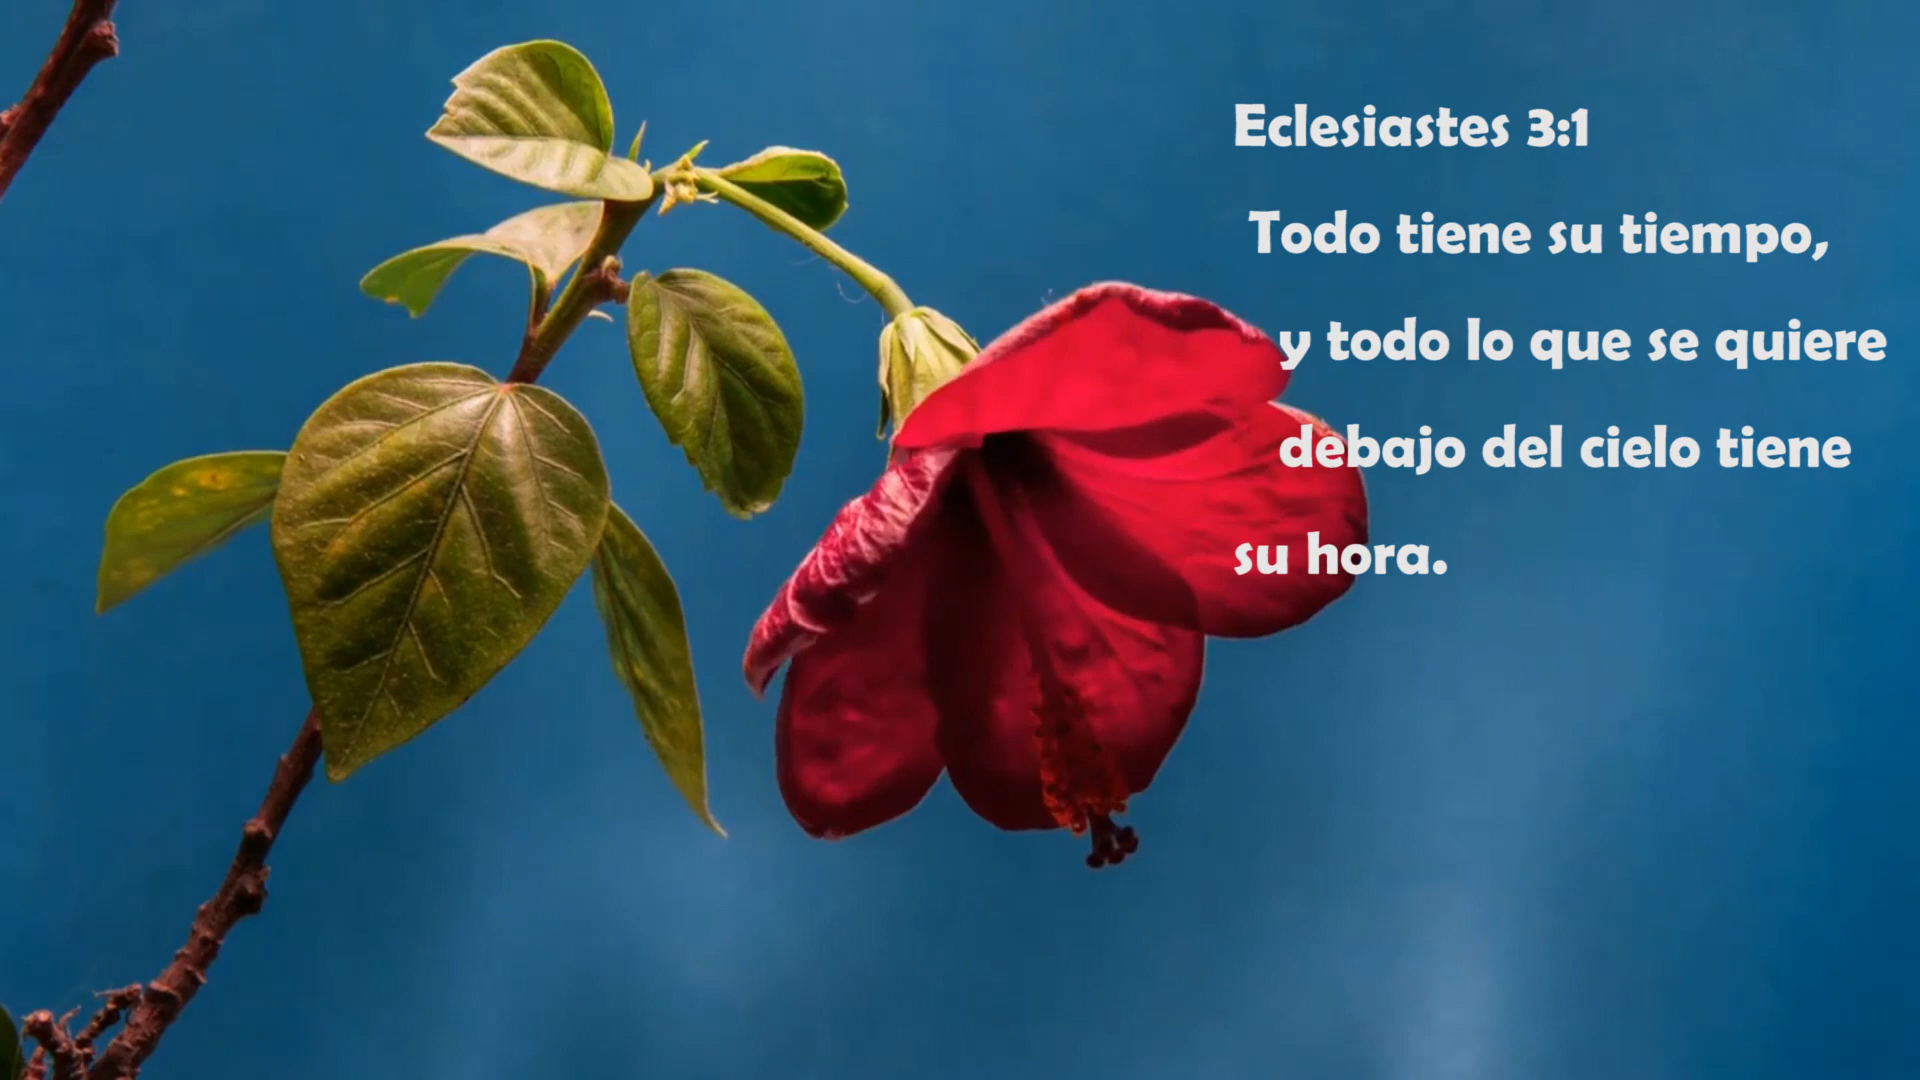 Eclesiastes 3:1
Todo tiene su tiempo,
y todo lo que se quiere
debajo del cielo tiene
su hora.